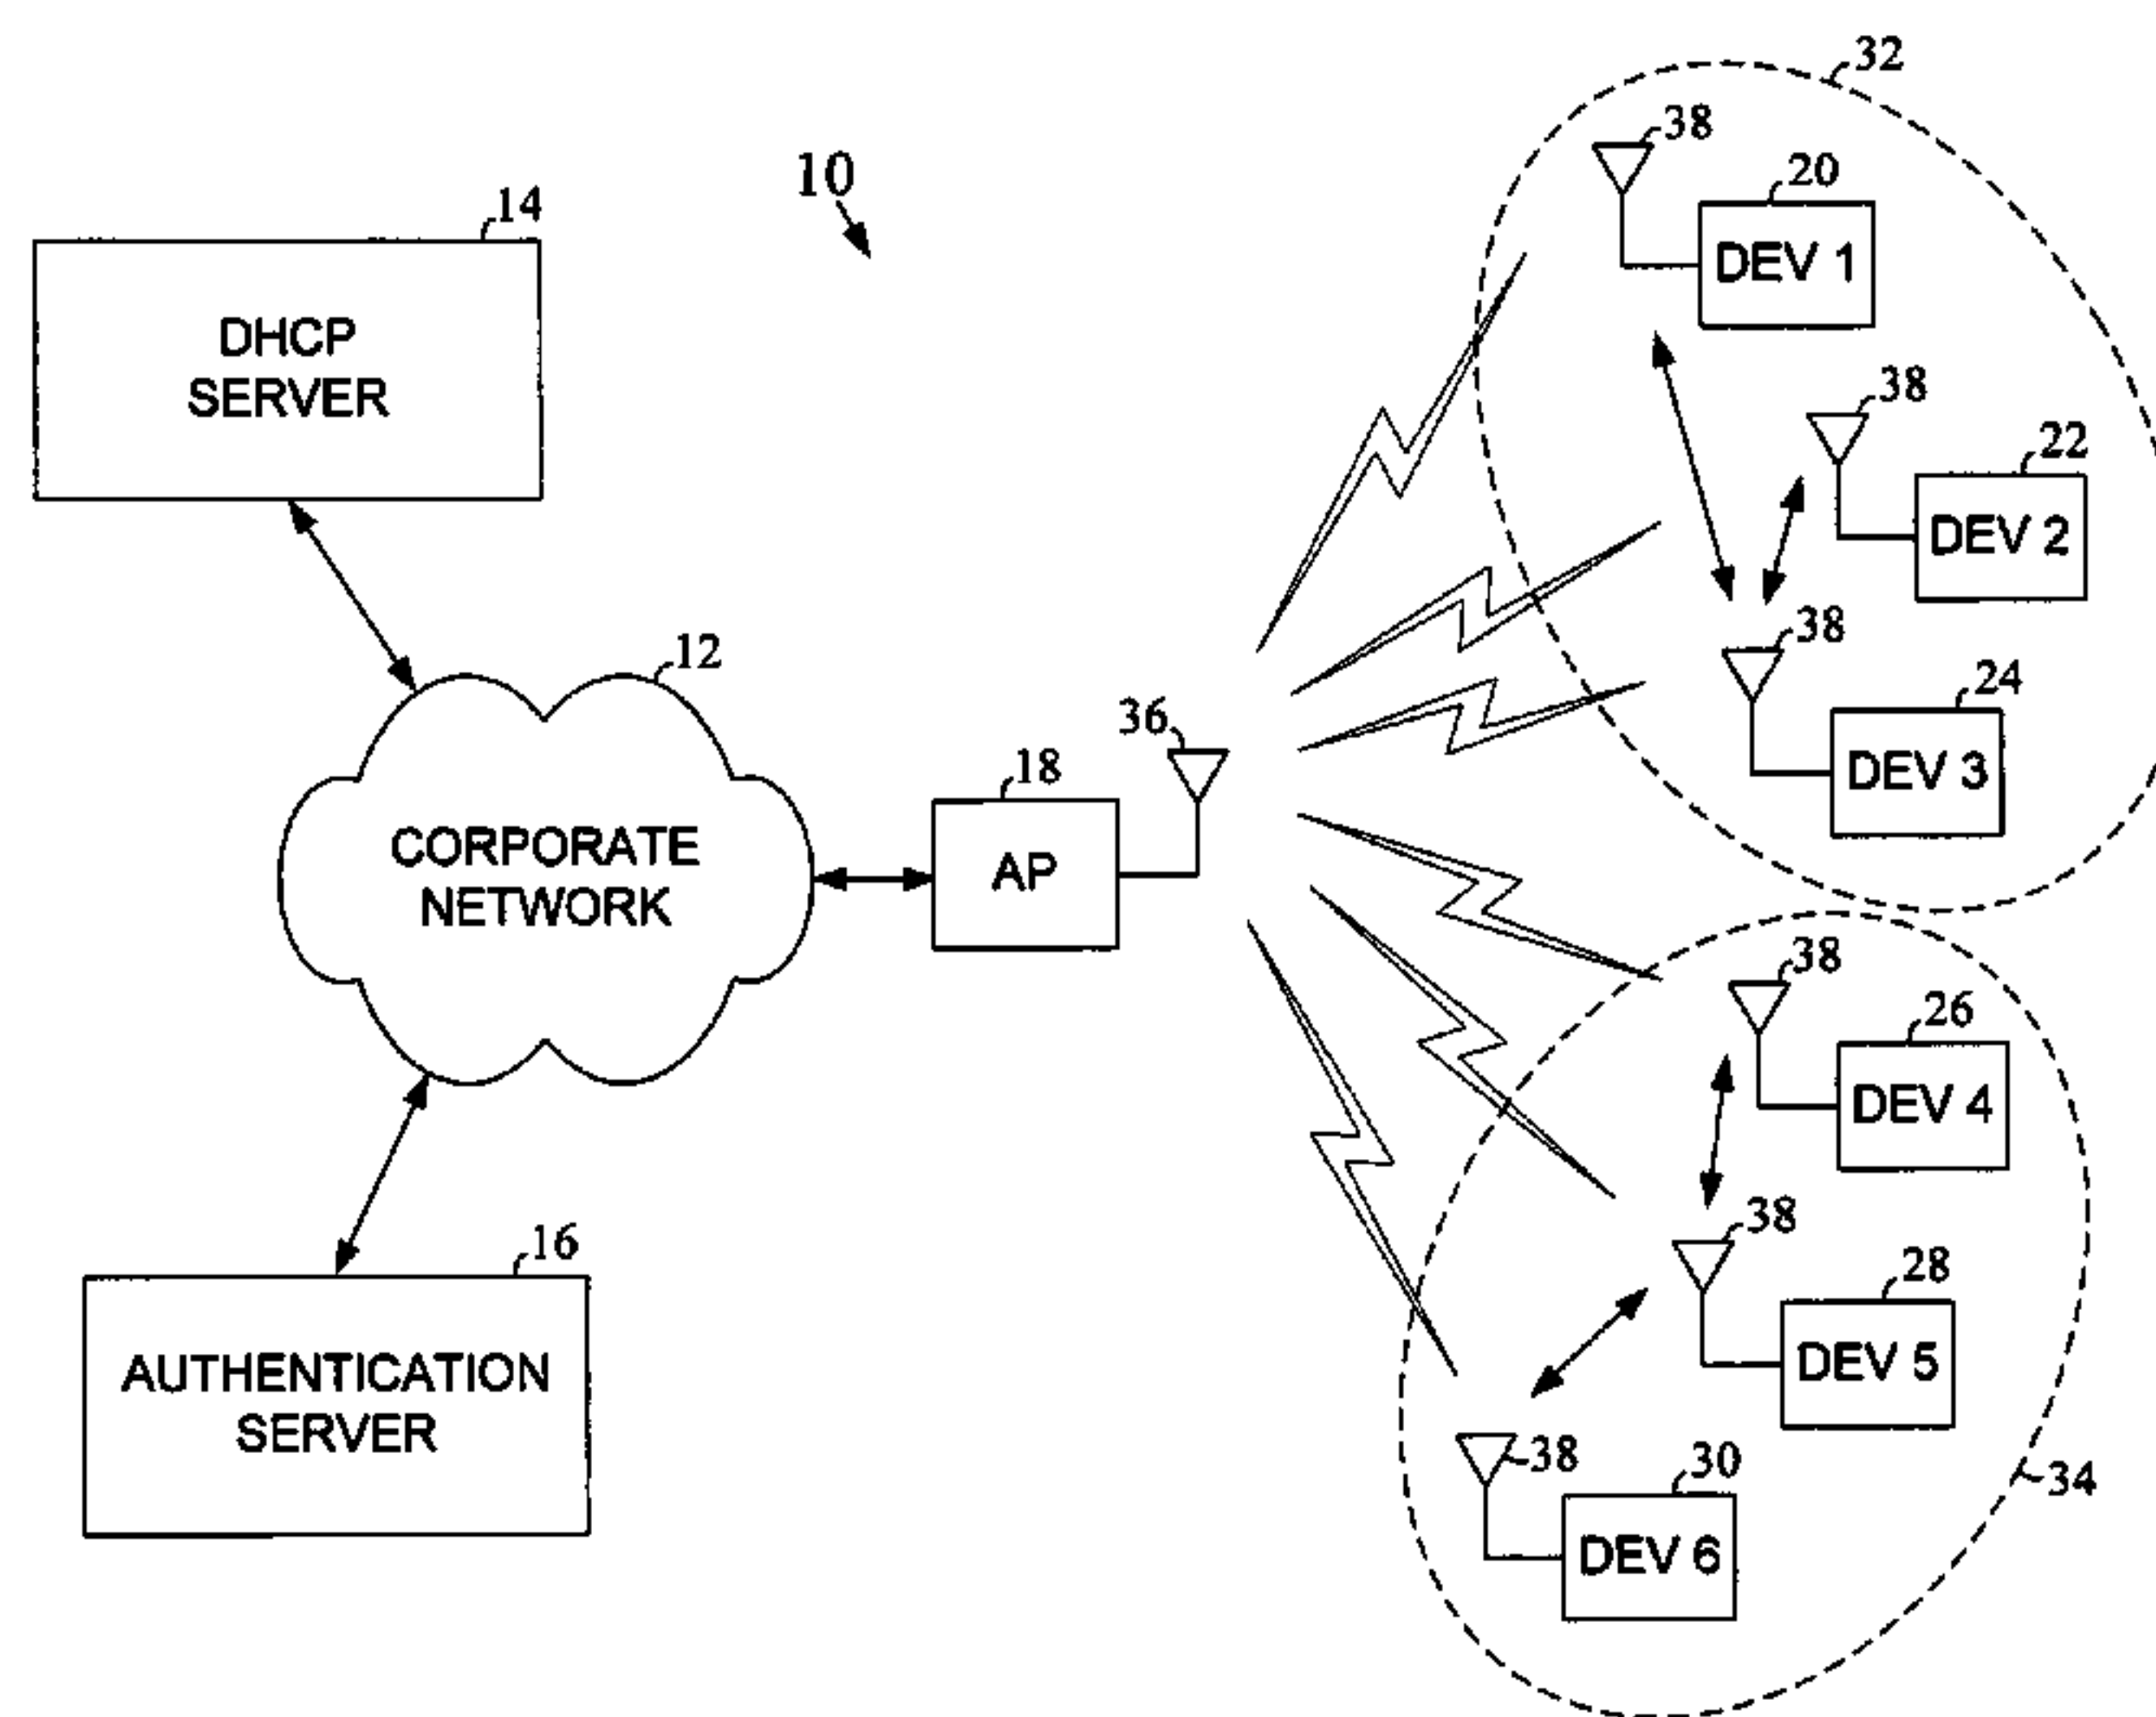 32
38
10
20
14
DEV 1
DHCP
SERVER
38
22
DEV 2
12
38
24
36
18
DEV 3
CORPORATE
NETWORK
AP
38
26
DEV 4
38
16
28
AUTHENTICATION
SERVER
DEV 5
38
30
34
DEV 6